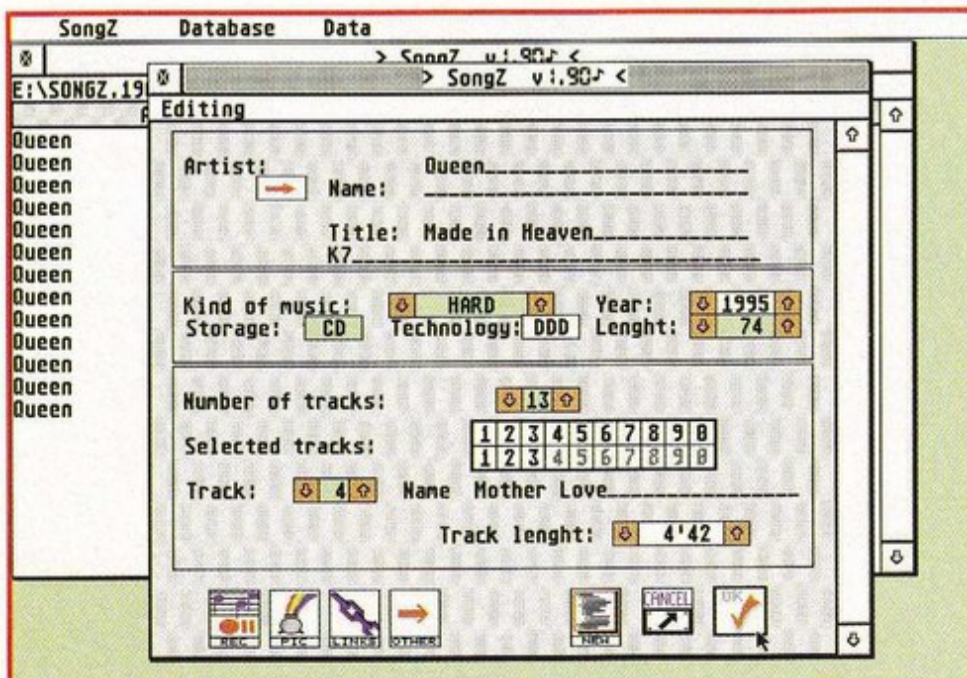 SongZ Database Data
> SongZ v1.90♪ <
E:\SONGZ.19
> SongZ v1.90♪ <
Editing
Queen
Queen
Queen
Queen
Queen
Queen
Queen
Queen
Queen
Queen
Queen
Queen
Queen
Artist: Queen
Name:
Title: Made in Heaven
K7
Kind of music: HARD Year: 1995
Storage: CD Technology: DDD Lenght: 74
Number of tracks: 13
Selected tracks: 1 2 3 4 5 6 7 8 9 0
1 2 3 4 5 6 7 8 9 0
Track: 4 Name Mother Love
Track lenght: 4'42
REC PIC LINKS OTHER NEW CANCEL OK